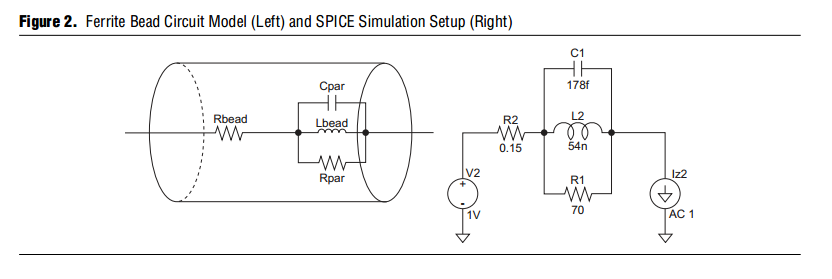 Figure 2. Ferrite Bead Circuit Model (Left) and SPICE Simulation Setup (Right)
Rbead
Cpar
Lbead
Rpar
V2
+
-
1V
R2
0.15
C1
178f
L2
54n
R1
70
Iz2
AC 1